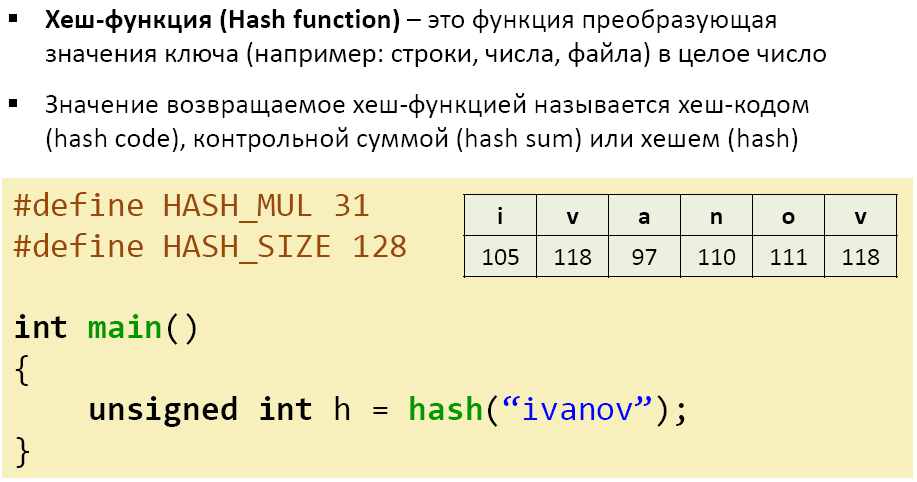 ▪ Хеш-функция (Hash function) – это функция преобразующая
значения ключа (например: строки, числа, файла) в целое число
▪ Значение возвращаемое хеш-функцией называется хеш-кодом
(hash code), контрольной суммой (hash sum) или хешем (hash)
#define HASH_MUL 31
#define HASH_SIZE 128
i v a n o v
105 118 97 110 111 118
int main()
{
unsigned int h = hash(“ivanov”);
}